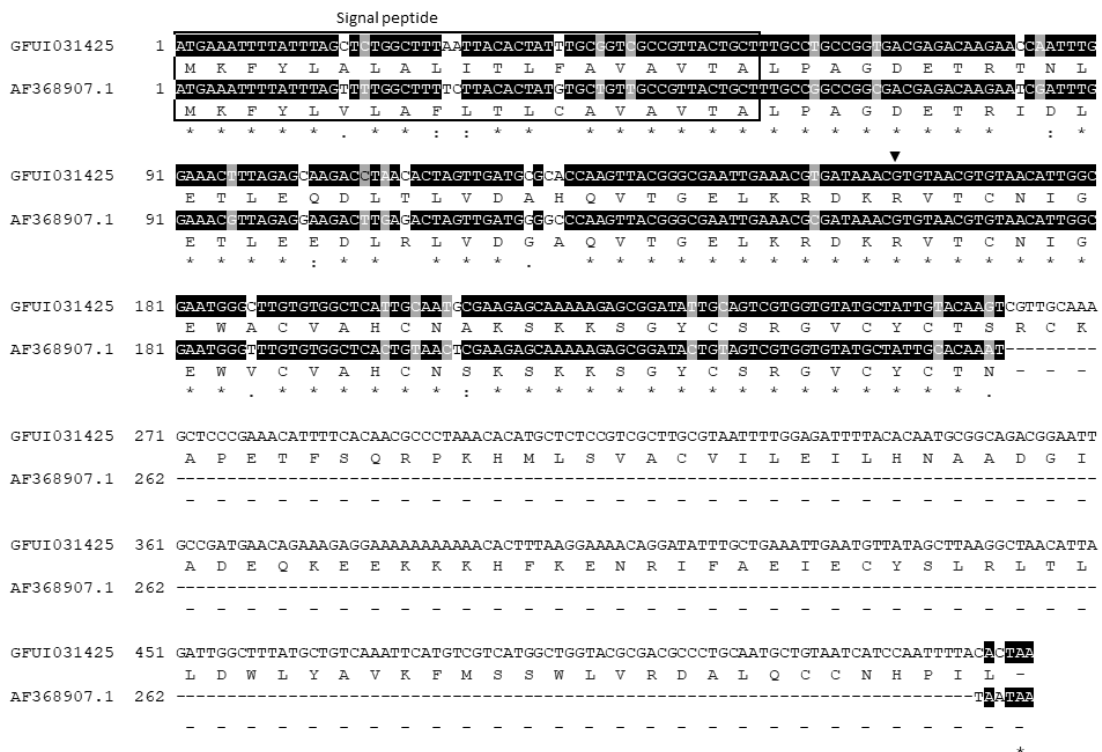 Signal peptide
GFUI031425 1 ATGAAATTTTATTTAGCTCTGGCTTTAATTACACTATTTGCGGTCGCCGTTACTGCTTTGCCTGCCGGTGACGAGACAAGAACCAATTTG
M K F Y L A L A L I T L F A V A V T A L P A G D E T R T N L
AF368907.1 1 ATGAAATTTTATTTAGTTTTGGCTTTTCTTACACTATGTGCTGTTGCCGTTACTGCTTTGCCGGCCGGCGACGAGACAAGAATCGATTTG
M K F Y L V L A F L T L C A V A V T A L P A G D E T R I D L
* * * * * . * * : : * *   * * * * * * * * * * * * *   : *
▼
GFUI031425 91 GAAACTTTAGAGCAAGACCTAACACTAGTTGATGCGCACCAAGTTACGGGCGAATTGAAACGTGATAAACGTGTAACGTGTAACATTGGC
E T L E Q D L T L V D A H Q V T G E L K R D K R V T C N I G
AF368907.1 91 GAAACGTTAGAGGAAGACTTGAGACTAGTTGATGGGGCCCAAGTTACGGGCGAATTGAAACGCGATAAACGTGTAACGTGTAACATTGGC
E T L E E D L R L V D G A Q V T G E L K R D K R V T C N I G
* * * * : * *   * * * .   * * * * * * * * * * * * * * * * *
GFUI031425 181 GAATGGGCTTGTGTGGCTCATTGCAATGCGAAGAGCAAAAAGAGCGGATATTGCAGTCGTGGTGTATGCTATTGTACAAGTCGTTGCAAA
E W A C V A H C N A K S K K S G Y C S R G V C Y C T S R C K
AF368907.1 181 GAATGGGTTTGTGTGGCTCACTGTAACTCGAAGAGCAAAAAGAGCGGATACTGTAGTCGTGGTGTATGCTATTGCACAAAT---------
E W V C V A H C N S K S K K S G Y C S R G V C Y C T N - - -
* * . * * * * * * : * * * * * * * * * * * * * * * * .
GFUI031425 271 GCTCCCGAAACATTTTCACAACGCCCTAAACACATGCTCTCCGTCGCTTGCGTAATTTTGGAGATTTTACACAATGCGGCAGACGGAATT
A P E T F S Q R P K H M L S V A C V I L E I L H N A A D G I
AF368907.1 262 ------------------------------------------------------------------------------------------
- - - - - - - - - - - - - - - - - - - - - - - - - - - - - -
GFUI031425 361 GCCGATGAACAGAAAGAGGAAAAAAAAAAACACTTTAAGGAAAACAGGATATTTGCTGAAATTGAATGTTATAGCTTAAGGCTAACATTA
A D E Q K E E K K K H F K E N R I F A E I E C Y S L R L T L
AF368907.1 262 ------------------------------------------------------------------------------------------
- - - - - - - - - - - - - - - - - - - - - - - - - - - - - -
GFUI031425 451 GATTGGCTTTATGCTGTCAAATTCATGTCGTCATGGCTGGTACGCGACGCCCTGCAATGCTGTAATCATCCAATTTTACACTAA
L D W L Y A V K F M S S W L V R D A L Q C C N H P I L -
AF368907.1 262 ------------------------------------------------------------------------------TAATAA
- - - - - - - - - - - - - - - - - - - - - - - - - - - -
*